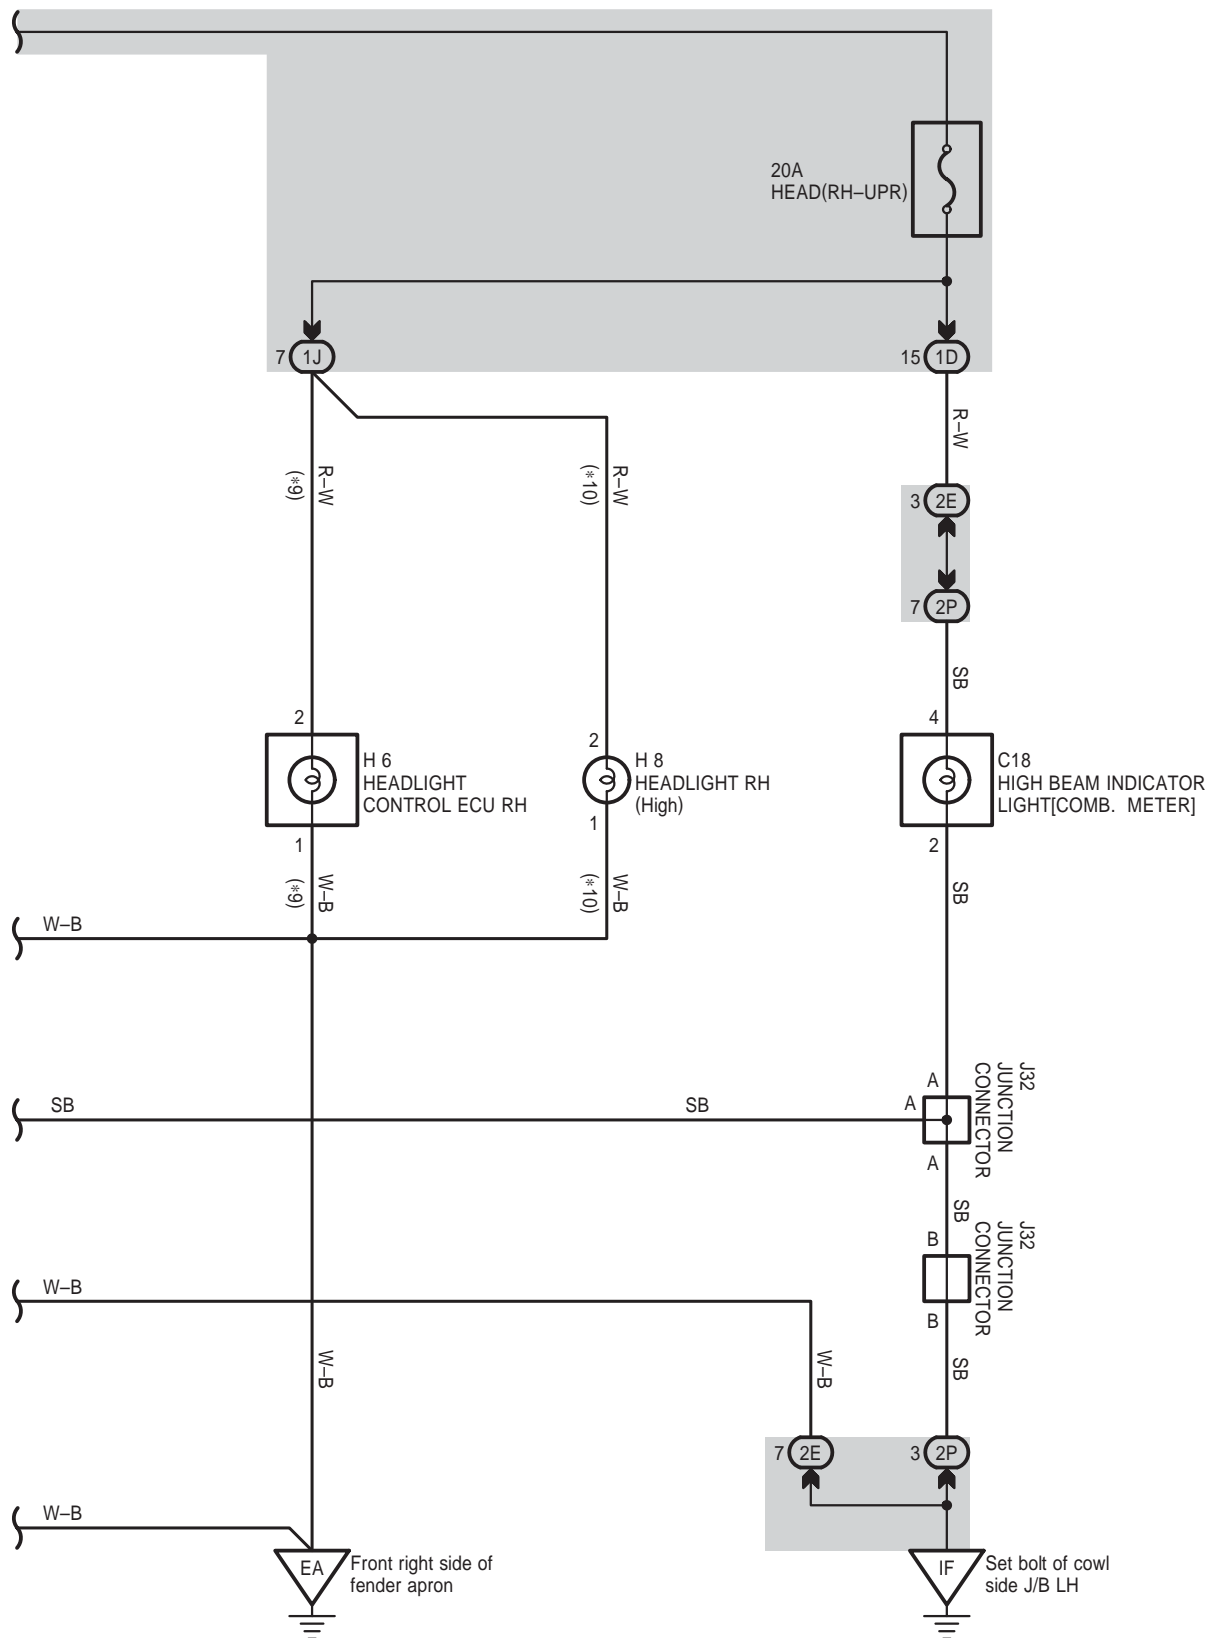 20A
HEAD(RH–UPR)
7 1J
15 1D
R–W
R–W
(*9)
R–W
(*10)
3 2E
7 2P
SB
2
H 6
HEADLIGHT
CONTROL ECU RH
1
2
H 8
HEADLIGHT RH
(High)
1
4
C18
HIGH BEAM INDICATOR
LIGHT[COMB. METER]
2
W–B
(*9)
W–B
(*10)
SB
W–B
A
J32
JUNCTION
CONNECTOR
SB
SB
A
A
SB
B
J32
JUNCTION
CONNECTOR
W–B
B
W–B
W–B
SB
7 2E
3 2P
W–B
EA
Front right side of
fender apron
IF
Set bolt of cowl
side J/B LH